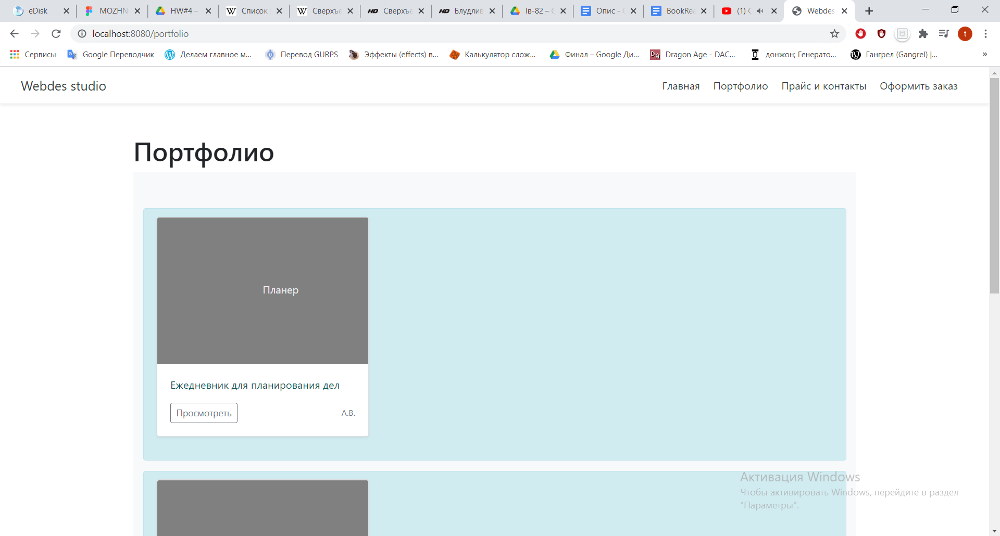 eDisk
MOZHN
HW#4 –
Список
Сверхъе
Сверхъе
Блудлив
Ів-82 –
Опис -
BookRea
(1)
Webdes
localhost:8080/portfolio
t
Сервисы
Google Переводчик
Делаем главное м...
Перевод GURPS
Эффекты (effects) в...
Калькулятор слож...
Финал – Google Ди...
Dragon Age - DAC...
донжон; Генерато...
Гангрел (Gangrel) |...
»
Webdes studio
Главная Портфолио Прайс и контакты Оформить заказ
Портфолио
Планер
Ежедневник для планирования дел
Просмотреть
А.В.
Активация Windows
Чтобы активировать Windows, перейдите в раздел
"Параметры".